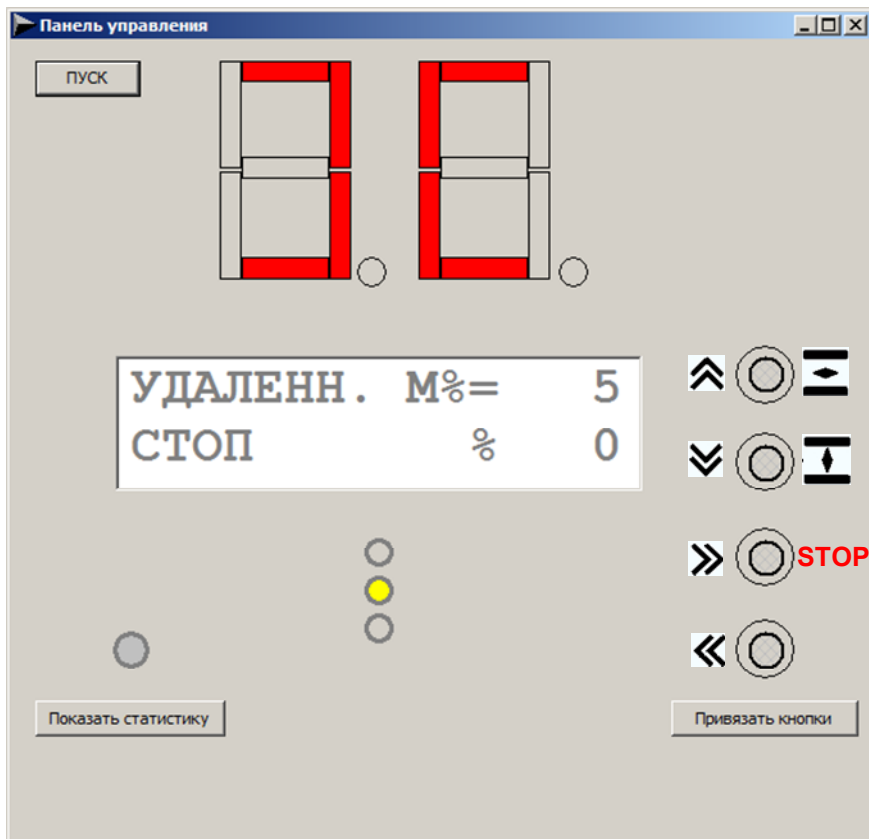 Панель управления
ПУСК
УДАЛЕНН. М%= 5
СТОП % 0
STOP
Показать статистику
Привязать кнопки